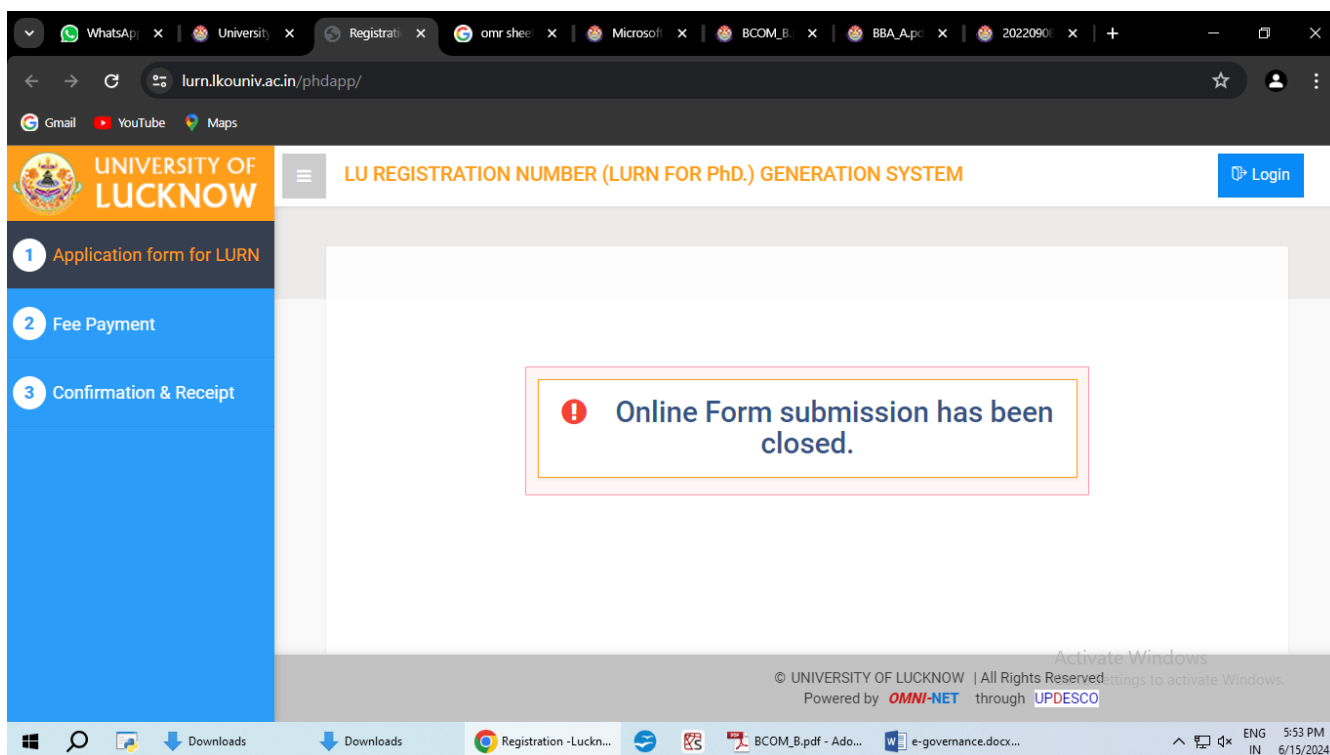 WhatsApp
University
Registrati
omr shee
Microsoft
BCOM_B.
BBA_A.pd
20220908
lurn.lkouniv.ac.in/phdapp/
Gmail
YouTube
Maps
UNIVERSITY OF
LUCKNOW
LU REGISTRATION NUMBER (LURN FOR PhD.) GENERATION SYSTEM
Login
1 Application form for LURN
2 Fee Payment
3 Confirmation & Receipt
Online Form submission has been
closed.
Activate Windows
© UNIVERSITY OF LUCKNOW | All Rights Reserved
ettings to activate Windows.
Powered by OMNI-NET through UPDESCO
Downloads
Downloads
Registration -Luckn...
BCOM_B.pdf - Ado...
e-governance.docx...
ENG
IN
5:53 PM
6/15/2024